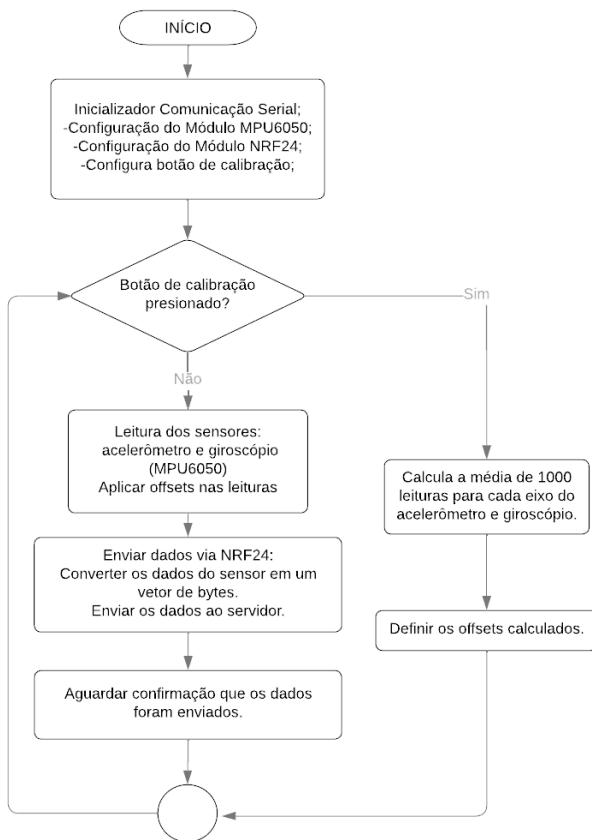 INÍCIO
Inicializador Comunicação Serial;
-Configuração do Módulo MPU6050;
-Configuração do Módulo NRF24;
-Configura botão de calibração;
Botão de calibração
presionado?
Sim
Não
Leitura dos sensores:
acelerômetro e giroscópio
(MPU6050)
Aplicar offsets nas leituras
Calcula a média de 1000
leituras para cada eixo do
acelerômetro e giroscópio.
Enviar dados via NRF24:
Converter os dados do sensor em um
vetor de bytes.
Enviar os dados ao servidor.
Definir os offsets calculados.
Aguardar confirmação que os dados
foram enviados.